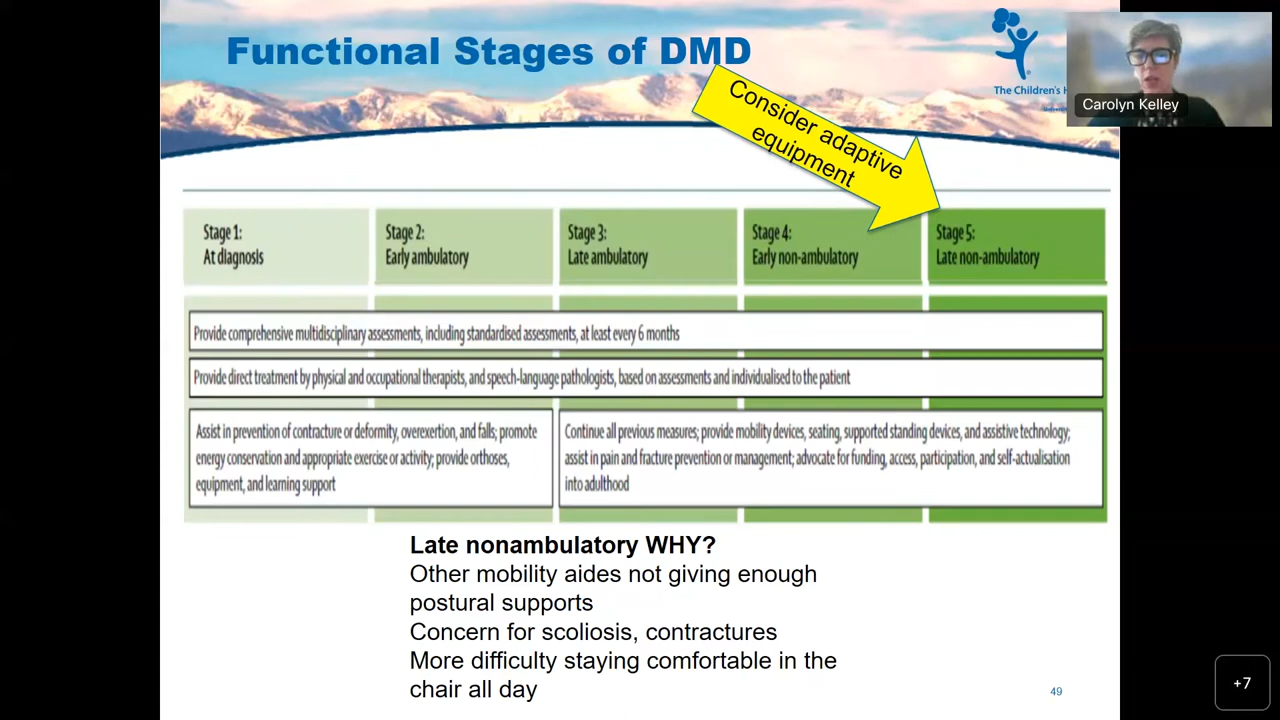 Functional Stages of DMD
The Children's H
Carolyn Kelley
Consider adaptive
equipment
Stage 1:
At diagnosis
Stage 2:
Early ambulatory
Stage 3:
Late ambulatory
Stage 4:
Early non-ambulatory
Stage 5:
Late non-ambulatory
Provide comprehensive multidisciplinary assessments, including standardised assessments, at least every 6 months
Provide direct treatment by physical and occupational therapists, and speech-language pathologists, based on assessments and individualised to the patient
Assist in prevention of contracture or deformity, overexertion, and falls; promote
energy conservation and appropriate exercise or activity; provide orthoses,
equipment, and learning support
Continue all previous measures; provide mobility devices, seating, supported standing devices, and assistive technology;
assist in pain and fracture prevention or management; advocate for funding, access, participation, and self-actualisation
into adulthood
Late nonambulatory WHY?
Other mobility aides not giving enough
postural supports
Concern for scoliosis, contractures
More difficulty staying comfortable in the
chair all day
49
+7